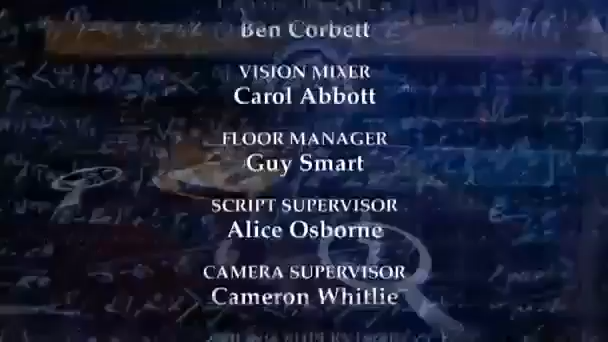 Ben Corbett
VISION MIXER
Carol Abbott
FLOOR MANAGER
Guy Smart
SCRIPT SUPERVISOR
Alice Osborne
CAMERA SUPERVISOR
Cameron Whitlie